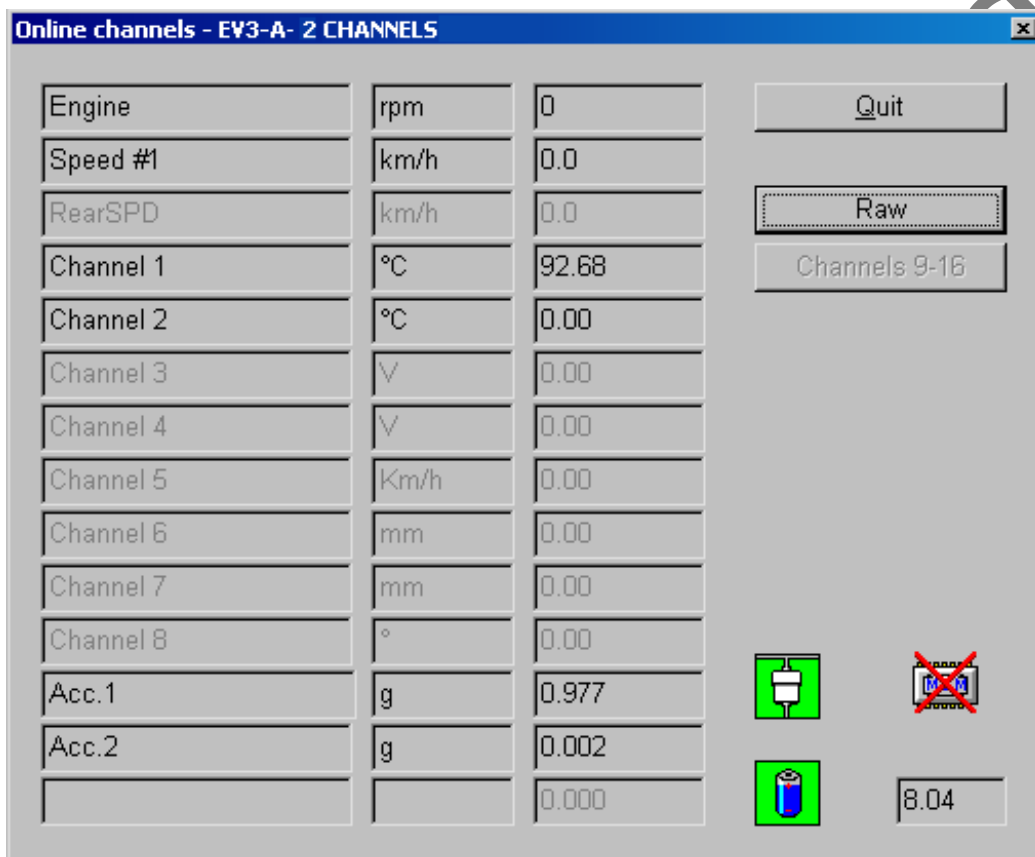 Online channels - EV3-A- 2 CHANNELS
Engine rpm 0 Quit
Speed #1 km/h 0.0
RearSPD km/h 0.0 Raw
Channel 1 °C 92.68 Channels 9-16
Channel 2 °C 0.00
Channel 3 V 0.00
Channel 4 V 0.00
Channel 5 Km/h 0.00
Channel 6 mm 0.00
Channel 7 mm 0.00
Channel 8 ° 0.00
Acc.1 g 0.977
Acc.2 g 0.002
0.000 8.04